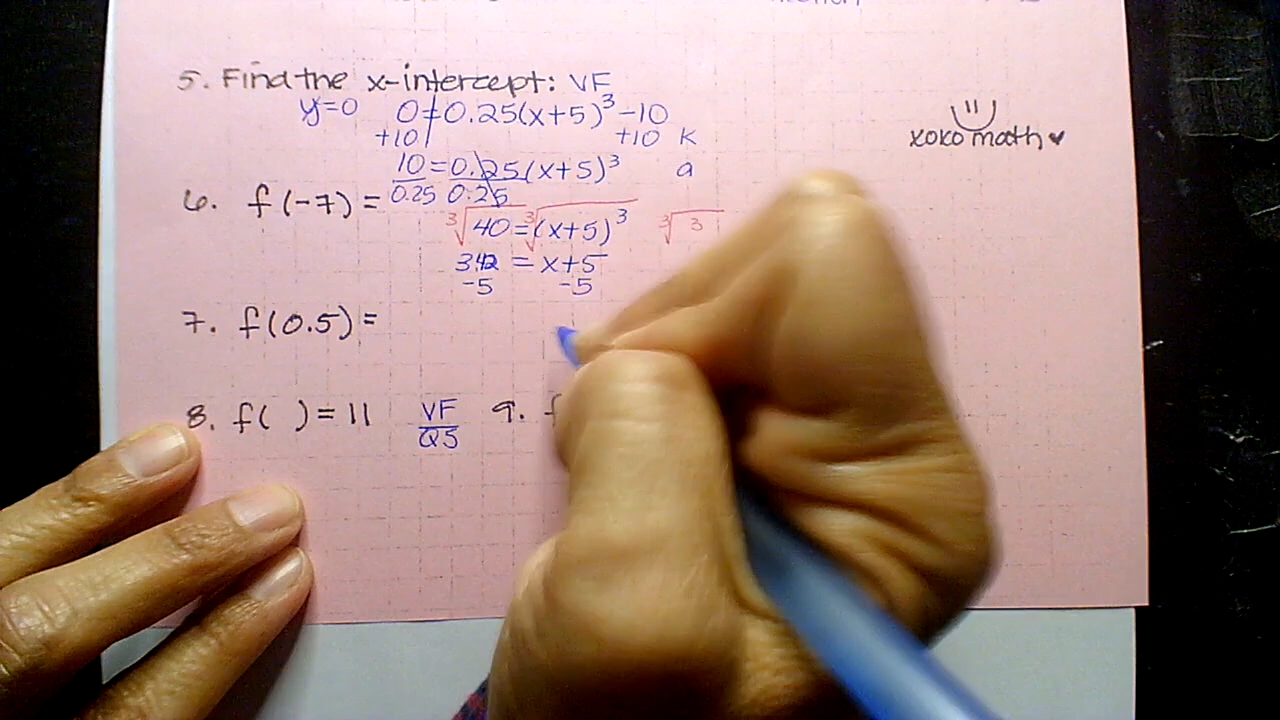 5. Find the x-intercept: VF
y=0 0=0.25(x+5)³-10
+10 +10 K
10=0.25(x+5)³ a
0.25 0.25
xoxo math ♥
6. f(-7)=
∛40=∛(x+5)³ ∛3
3.42 = x+5
-5 -5
7. f(0.5)=
8. f( )=11 VF 9. f
Q5